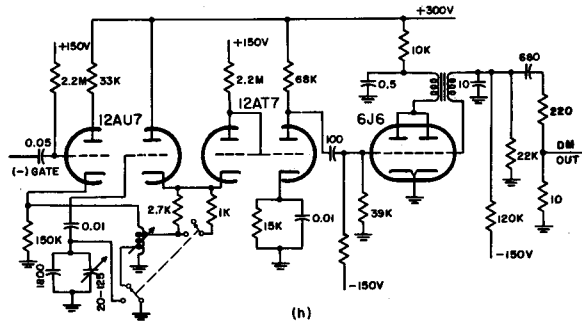 +300V
+150V
2.2M
33K
12AU7
0.05
(-) GATE
150K
0.01
1800
20-125
2.7K
1K
+150V
2.2M
68K
12AT7
15K
0.01
100
10K
0.5
10
6J6
39K
-150V
680
220
22K
DM
OUT
10
120K
-150V
(h)